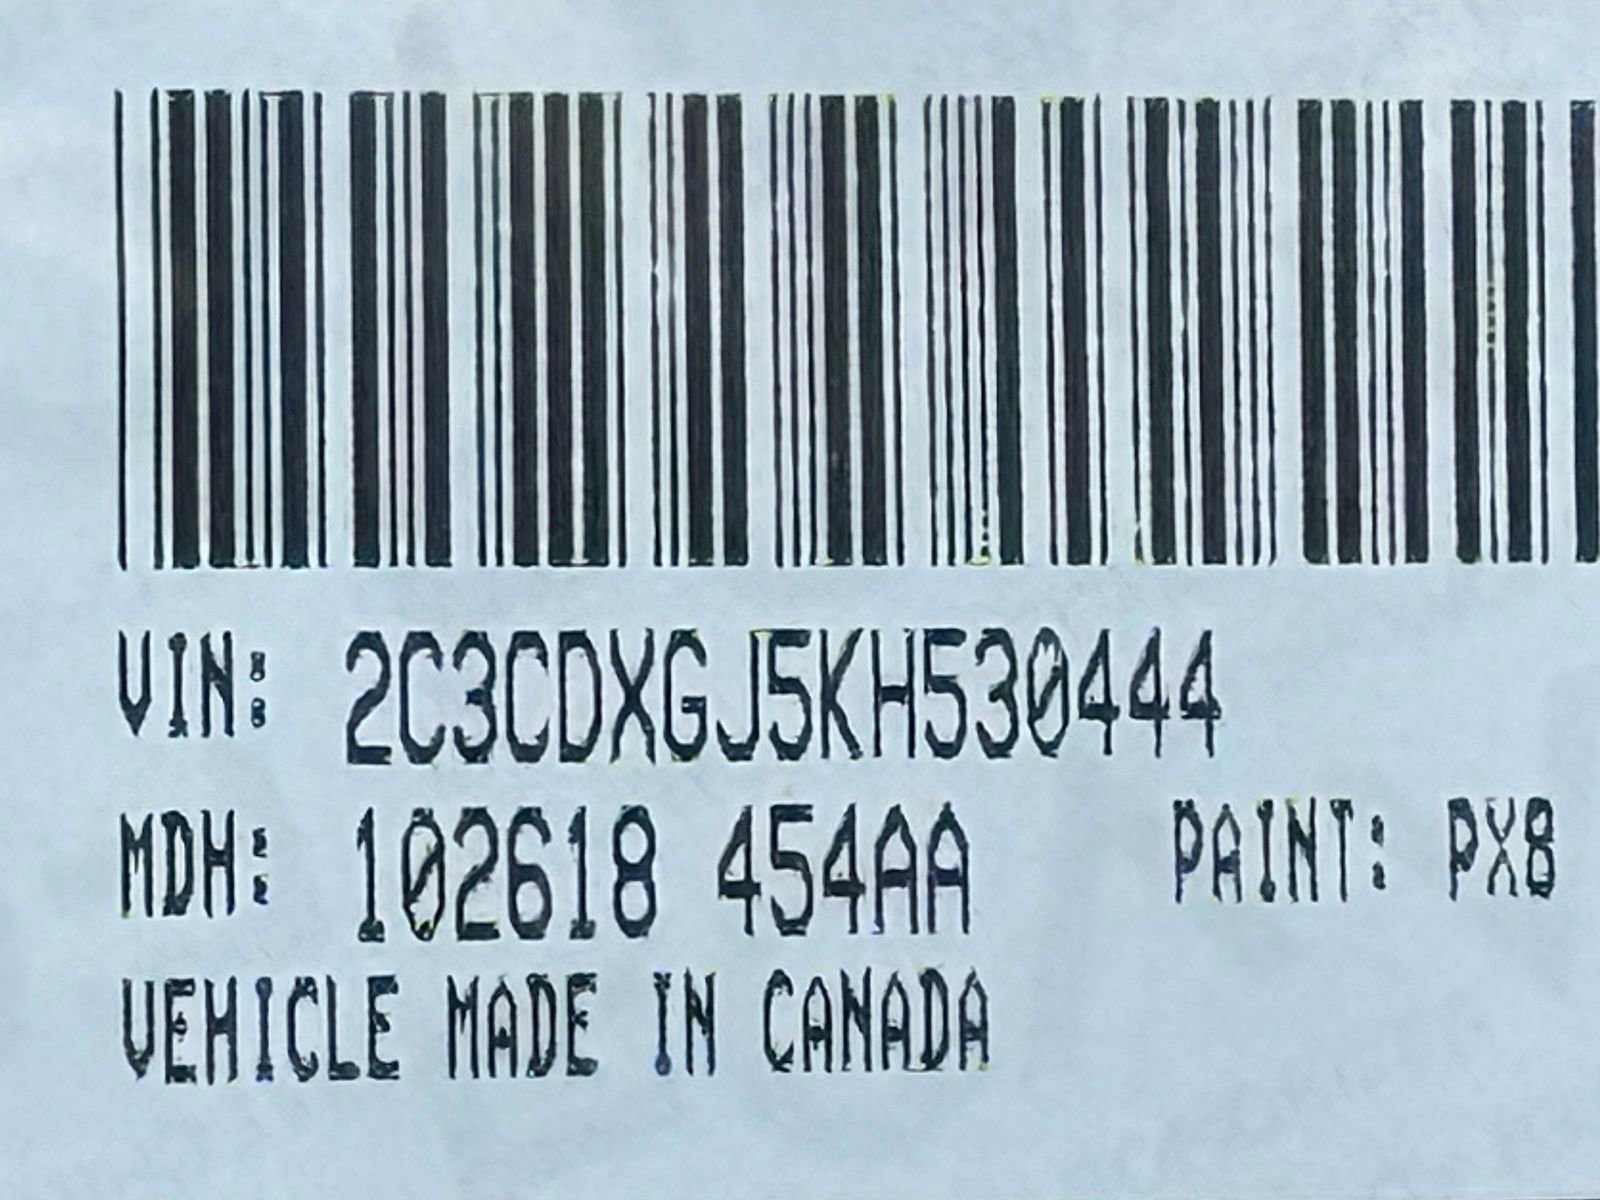 VIN: 2C3CDXGJ5KH530444
MDH: 102618 454AA PAINT: PX8
VEHICLE MADE IN CANADA